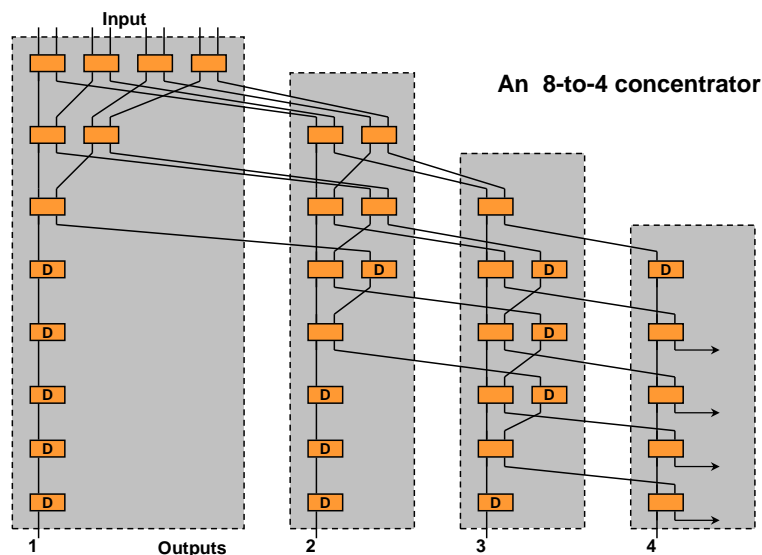 Input
An 8-to-4 concentrator
D D D D
D D
D D D
D
D D D
1 Outputs 2 3 4